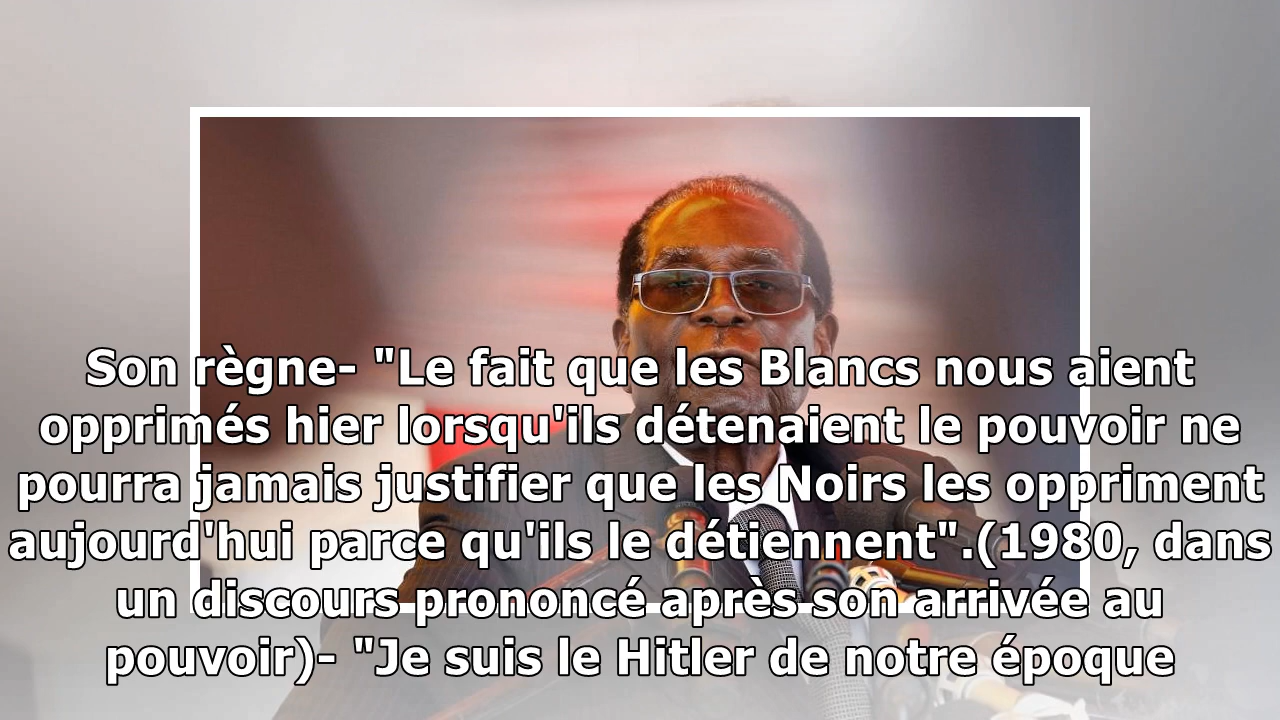 Son règne- "Le fait que les Blancs nous aient
opprimés hier lorsqu'ils détenaient le pouvoir ne
pourra jamais justifier que les Noirs les oppriment
aujourd'hui parce qu'ils le détiennent".(1980, dans
un discours prononcé après son arrivée au
pouvoir)- "Je suis le Hitler de notre époque